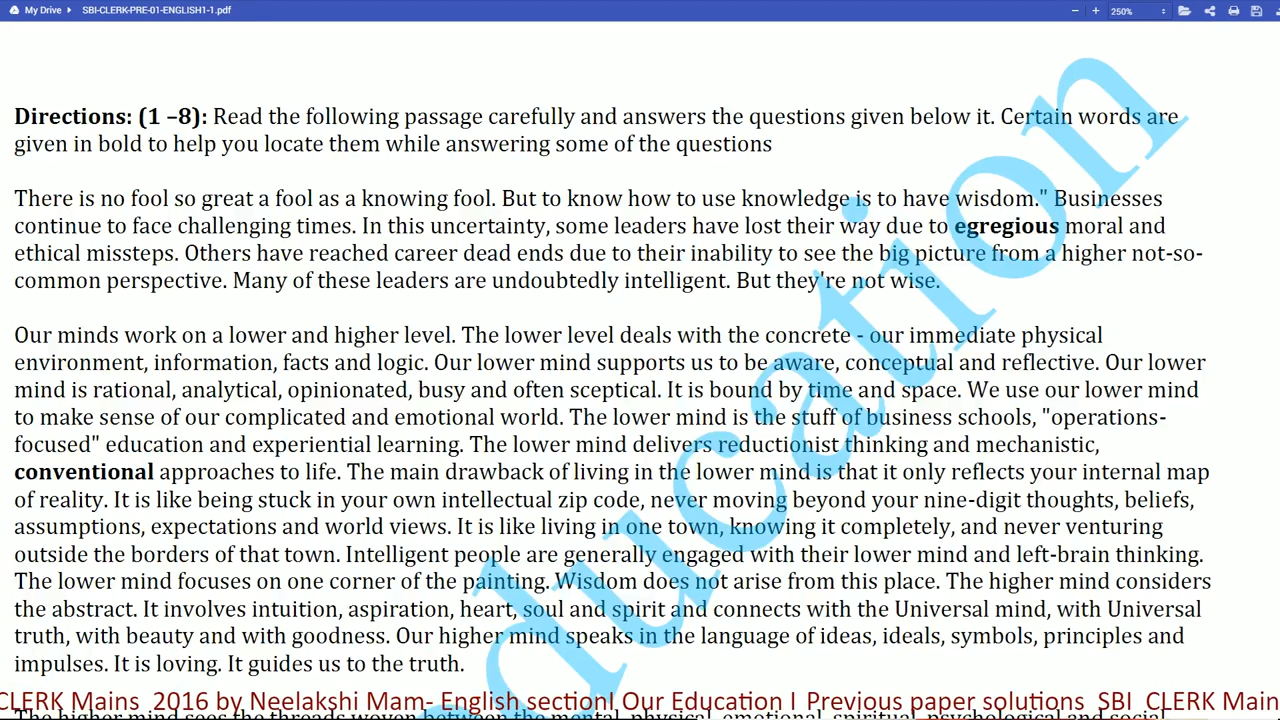 My Drive
SBI-CLERK-PRE-01-ENGLISH1-1.pdf
250%
Directions: (1 –8): Read the following passage carefully and answers the questions given below it. Certain words are
given in bold to help you locate them while answering some of the questions
There is no fool so great a fool as a knowing fool. But to know how to use knowledge is to have wisdom." Businesses
continue to face challenging times. In this uncertainty, some leaders have lost their way due to egregious moral and
ethical missteps. Others have reached career dead ends due to their inability to see the big picture from a higher not-so-
common perspective. Many of these leaders are undoubtedly intelligent. But they're not wise.
Our minds work on a lower and higher level. The lower level deals with the concrete - our immediate physical
environment, information, facts and logic. Our lower mind supports us to be aware, conceptual and reflective. Our lower
mind is rational, analytical, opinionated, busy and often sceptical. It is bound by time and space. We use our lower mind
to make sense of our complicated and emotional world. The lower mind is the stuff of business schools, "operations-
focused" education and experiential learning. The lower mind delivers reductionist thinking and mechanistic,
conventional approaches to life. The main drawback of living in the lower mind is that it only reflects your internal map
of reality. It is like being stuck in your own intellectual zip code, never moving beyond your nine-digit thoughts, beliefs,
assumptions, expectations and world views. It is like living in one town, knowing it completely, and never venturing
outside the borders of that town. Intelligent people are generally engaged with their lower mind and left-brain thinking.
The lower mind focuses on one corner of the painting. Wisdom does not arise from this place. The higher mind considers
the abstract. It involves intuition, aspiration, heart, soul and spirit and connects with the Universal mind, with Universal
truth, with beauty and with goodness. Our higher mind speaks in the language of ideas, ideals, symbols, principles and
impulses. It is loving. It guides us to the truth.
CLERK Mains 2016 by Neelakshi Mam- English sectionI Our Education I Previous paper solutions SBI CLERK Main
The higher mind sees the threads woven between the mental, physical, emotional, spiritual, psychological and social
ducation